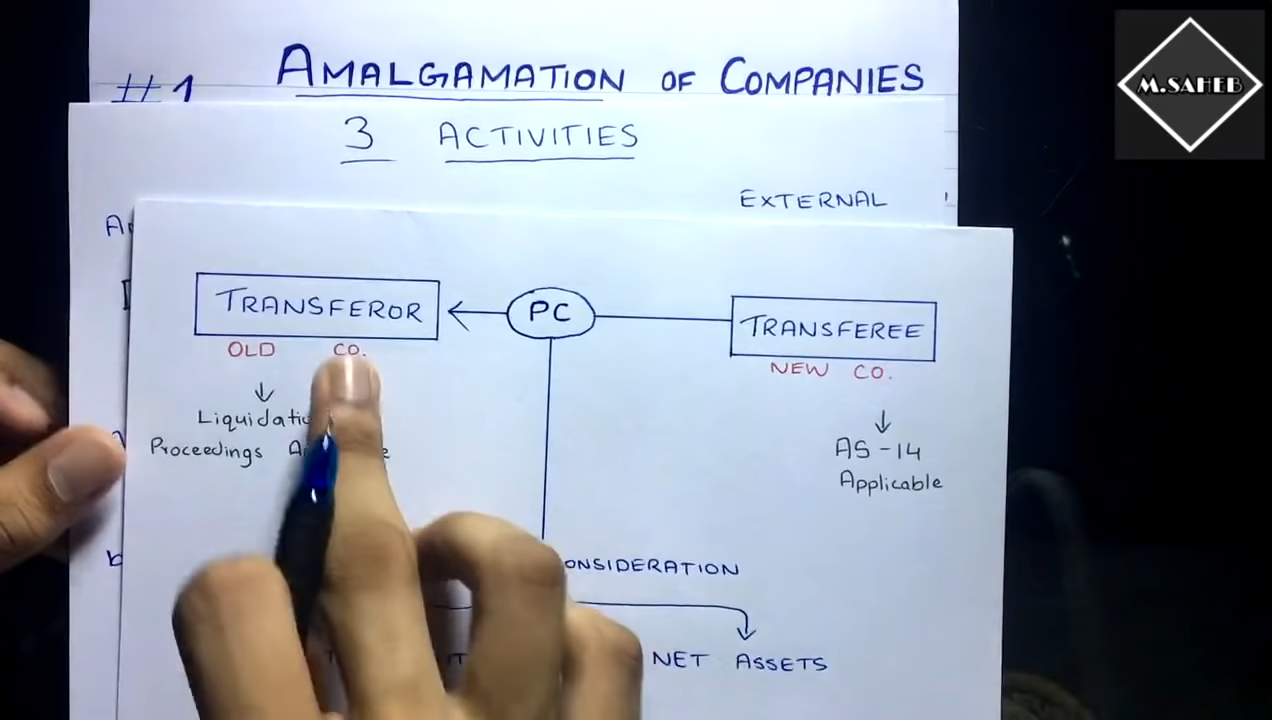 #1 AMALGAMATION OF COMPANIES
M.SAHEB
3 ACTIVITIES
EXTERNAL
TRANSFEROR
PC
TRANSFEREE
OLD CO.
NEW CO.
Proceedings
AS-14
Applicable
NET ASSETS